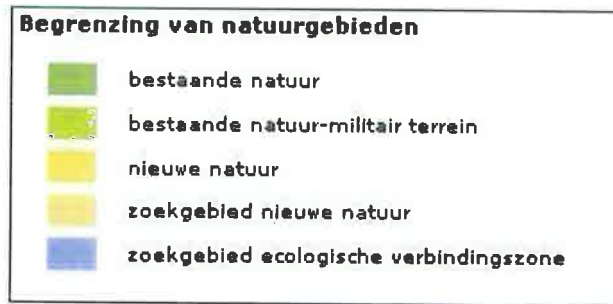 Begrenzing van natuurgebieden
bestaande natuur
bestaande natuur-militair terrein
nieuwe natuur
zoekgebied nieuwe natuur
zoekgebied ecologische verbindingszone